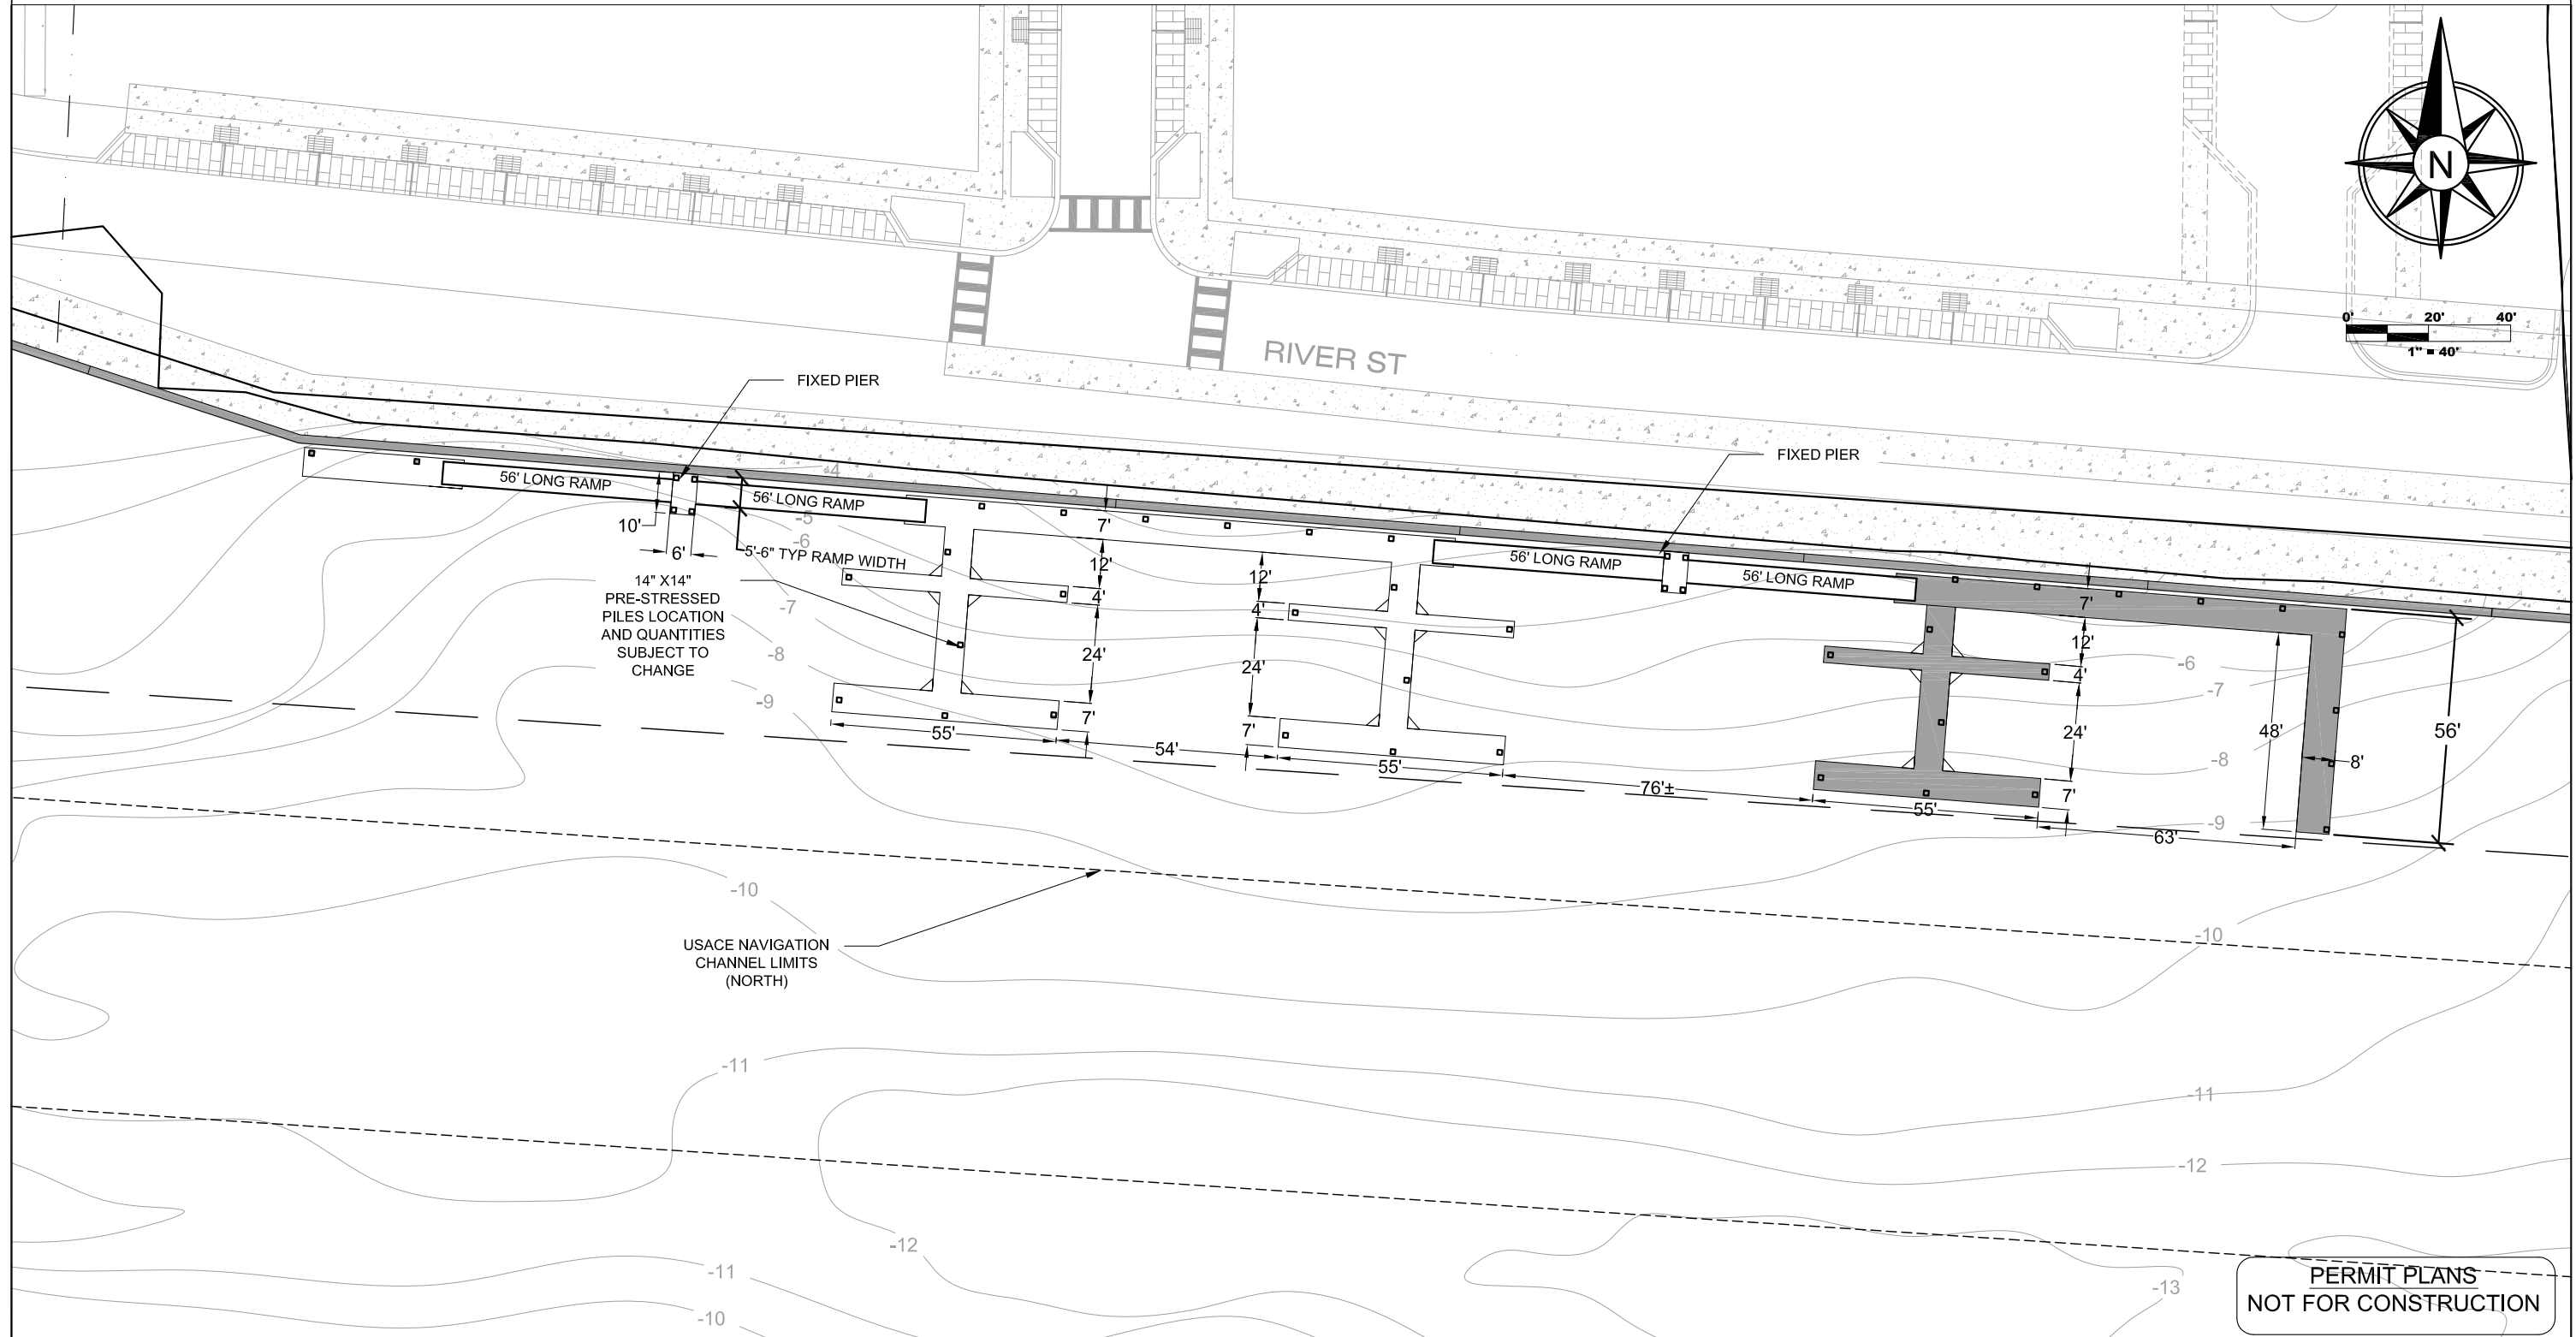 N
0' 20' 40'
1" = 40'
RIVER ST
FIXED PIER
FIXED PIER
56' LONG RAMP
56' LONG RAMP
56' LONG RAMP
56' LONG RAMP
-4
-5
-6
10'
6'
5'-6" TYP RAMP WIDTH
14" X14"
PRE-STRESSED
PILES LOCATION
AND QUANTITIES
SUBJECT TO
CHANGE
-7
-8
-9
7'
12'
4'
24'
7'
55'
54'
12'
4'
24'
7'
55'
76'±
7'
12'
4'
24'
7'
55'
63'
48'
8'
56'
-6
-7
-8
-9
-10
-10
USACE NAVIGATION
CHANNEL LIMITS
(NORTH)
-11
-11
-12
-12
-11
-10
-13
PERMIT PLANS
NOT FOR CONSTRUCTION